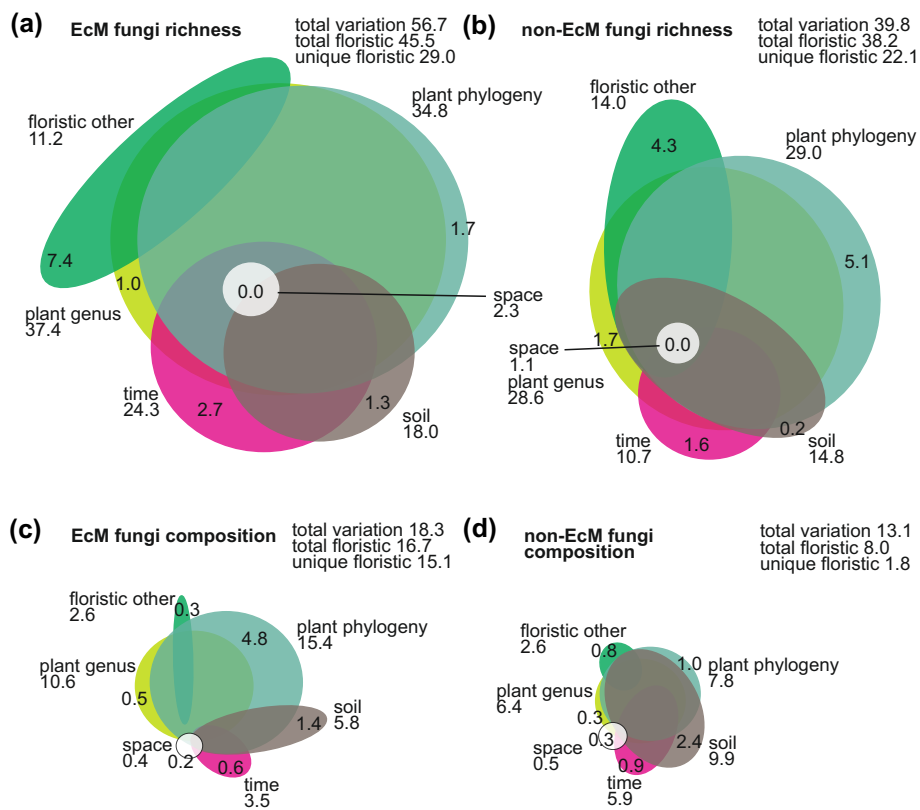 (a)
EcM fungi richness
total variation 56.7
total floristic 45.5
unique floristic 29.0
floristic other
11.2
plant phylogeny
34.8
1.7
7.4
1.0
0.0
space
2.3
plant genus
37.4
time
24.3
2.7
1.3
soil
18.0
(b)
non-EcM fungi richness
total variation 39.8
total floristic 38.2
unique floristic 22.1
floristic other
14.0
4.3
plant phylogeny
29.0
5.1
1.7
0.0
space
1.1
plant genus
28.6
0.2
time
10.7
1.6
soil
14.8
(c)
EcM fungi composition
total variation 18.3
total floristic 16.7
unique floristic 15.1
floristic other
2.6
0.3
plant phylogeny
15.4
4.8
plant genus
10.6
0.5
soil
5.8
1.4
space
0.4
0.2
0.6
time
3.5
(d)
non-EcM fungi
composition
total variation 13.1
total floristic 8.0
unique floristic 1.8
floristic other
2.6
0.8
1.0
plant phylogeny
7.8
plant genus
6.4
0.3
0.3
space
0.5
2.4
soil
9.9
0.9
time
5.9